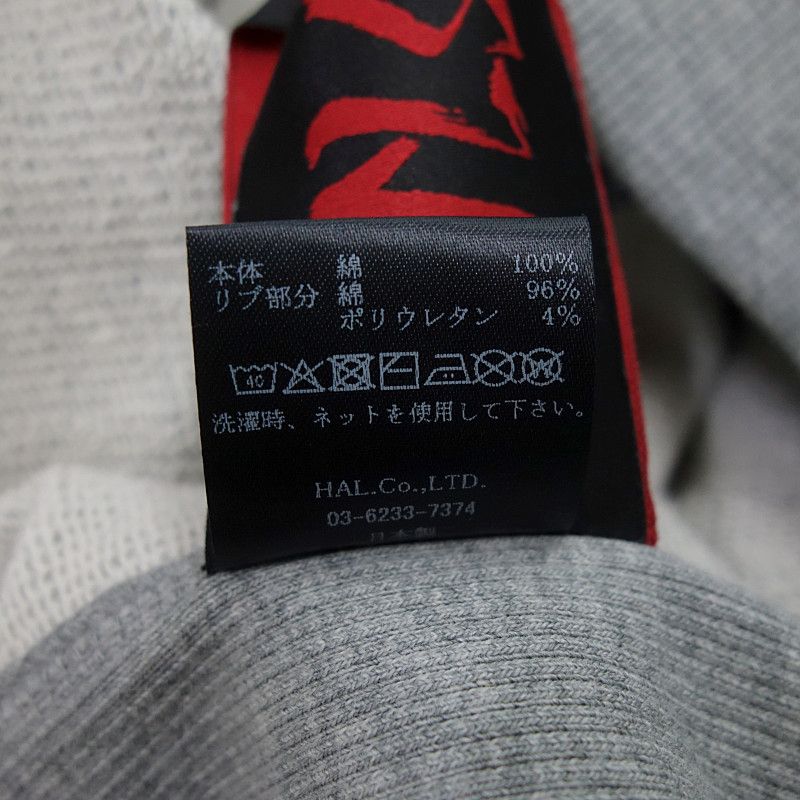 本体 綿 100%
リブ部分 綿 96%
ポリウレタン 4%
40
洗濯時、ネットを使用して下さい。
HAL.Co.,LTD.
03-6233-7374
日本製